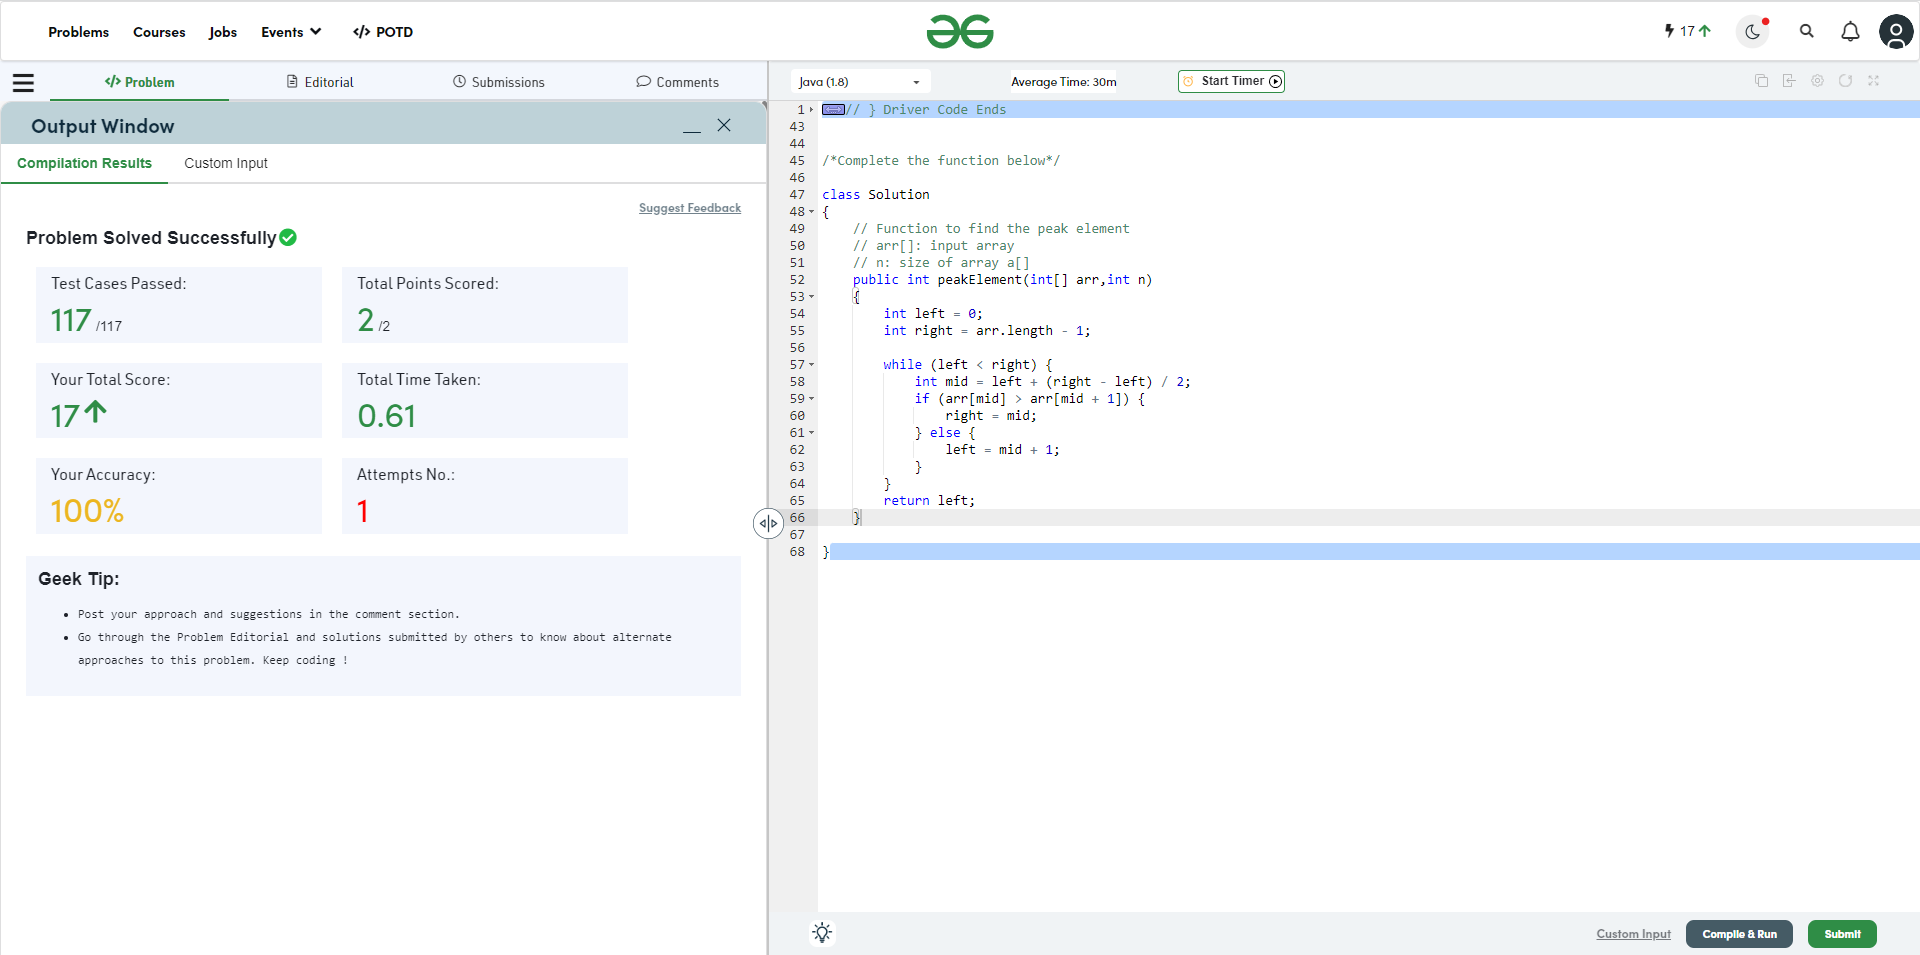 Problems Courses Jobs Events </> POTD
17
</> Problem Editorial Submissions Comments
Output Window
Compilation Results Custom Input
Suggest Feedback
Problem Solved Successfully
Test Cases Passed:
117 /117
Total Points Scored:
2 /2
Your Total Score:
17
Total Time Taken:
0.61
Your Accuracy:
100%
Attempts No.:
1
Geek Tip:
• Post your approach and suggestions in the comment section.
• Go through the Problem Editorial and solutions submitted by others to know about alternate
approaches to this problem. Keep coding !
Java (1.8) Average Time: 30m Start Timer
1 // } Driver Code Ends
43
44
45 /*Complete the function below*/
46
47 class Solution
48 {
49 // Function to find the peak element
50 // arr[]: input array
51 // n: size of array a[]
52 public int peakElement(int[] arr,int n)
53 {
54 int left = 0;
55 int right = arr.length - 1;
56
57 while (left < right) {
58 int mid = left + (right - left) / 2;
59 if (arr[mid] > arr[mid + 1]) {
60 right = mid;
61 } else {
62 left = mid + 1;
63 }
64 }
65 return left;
66 }
67
68 }
Custom Input Compile & Run Submit